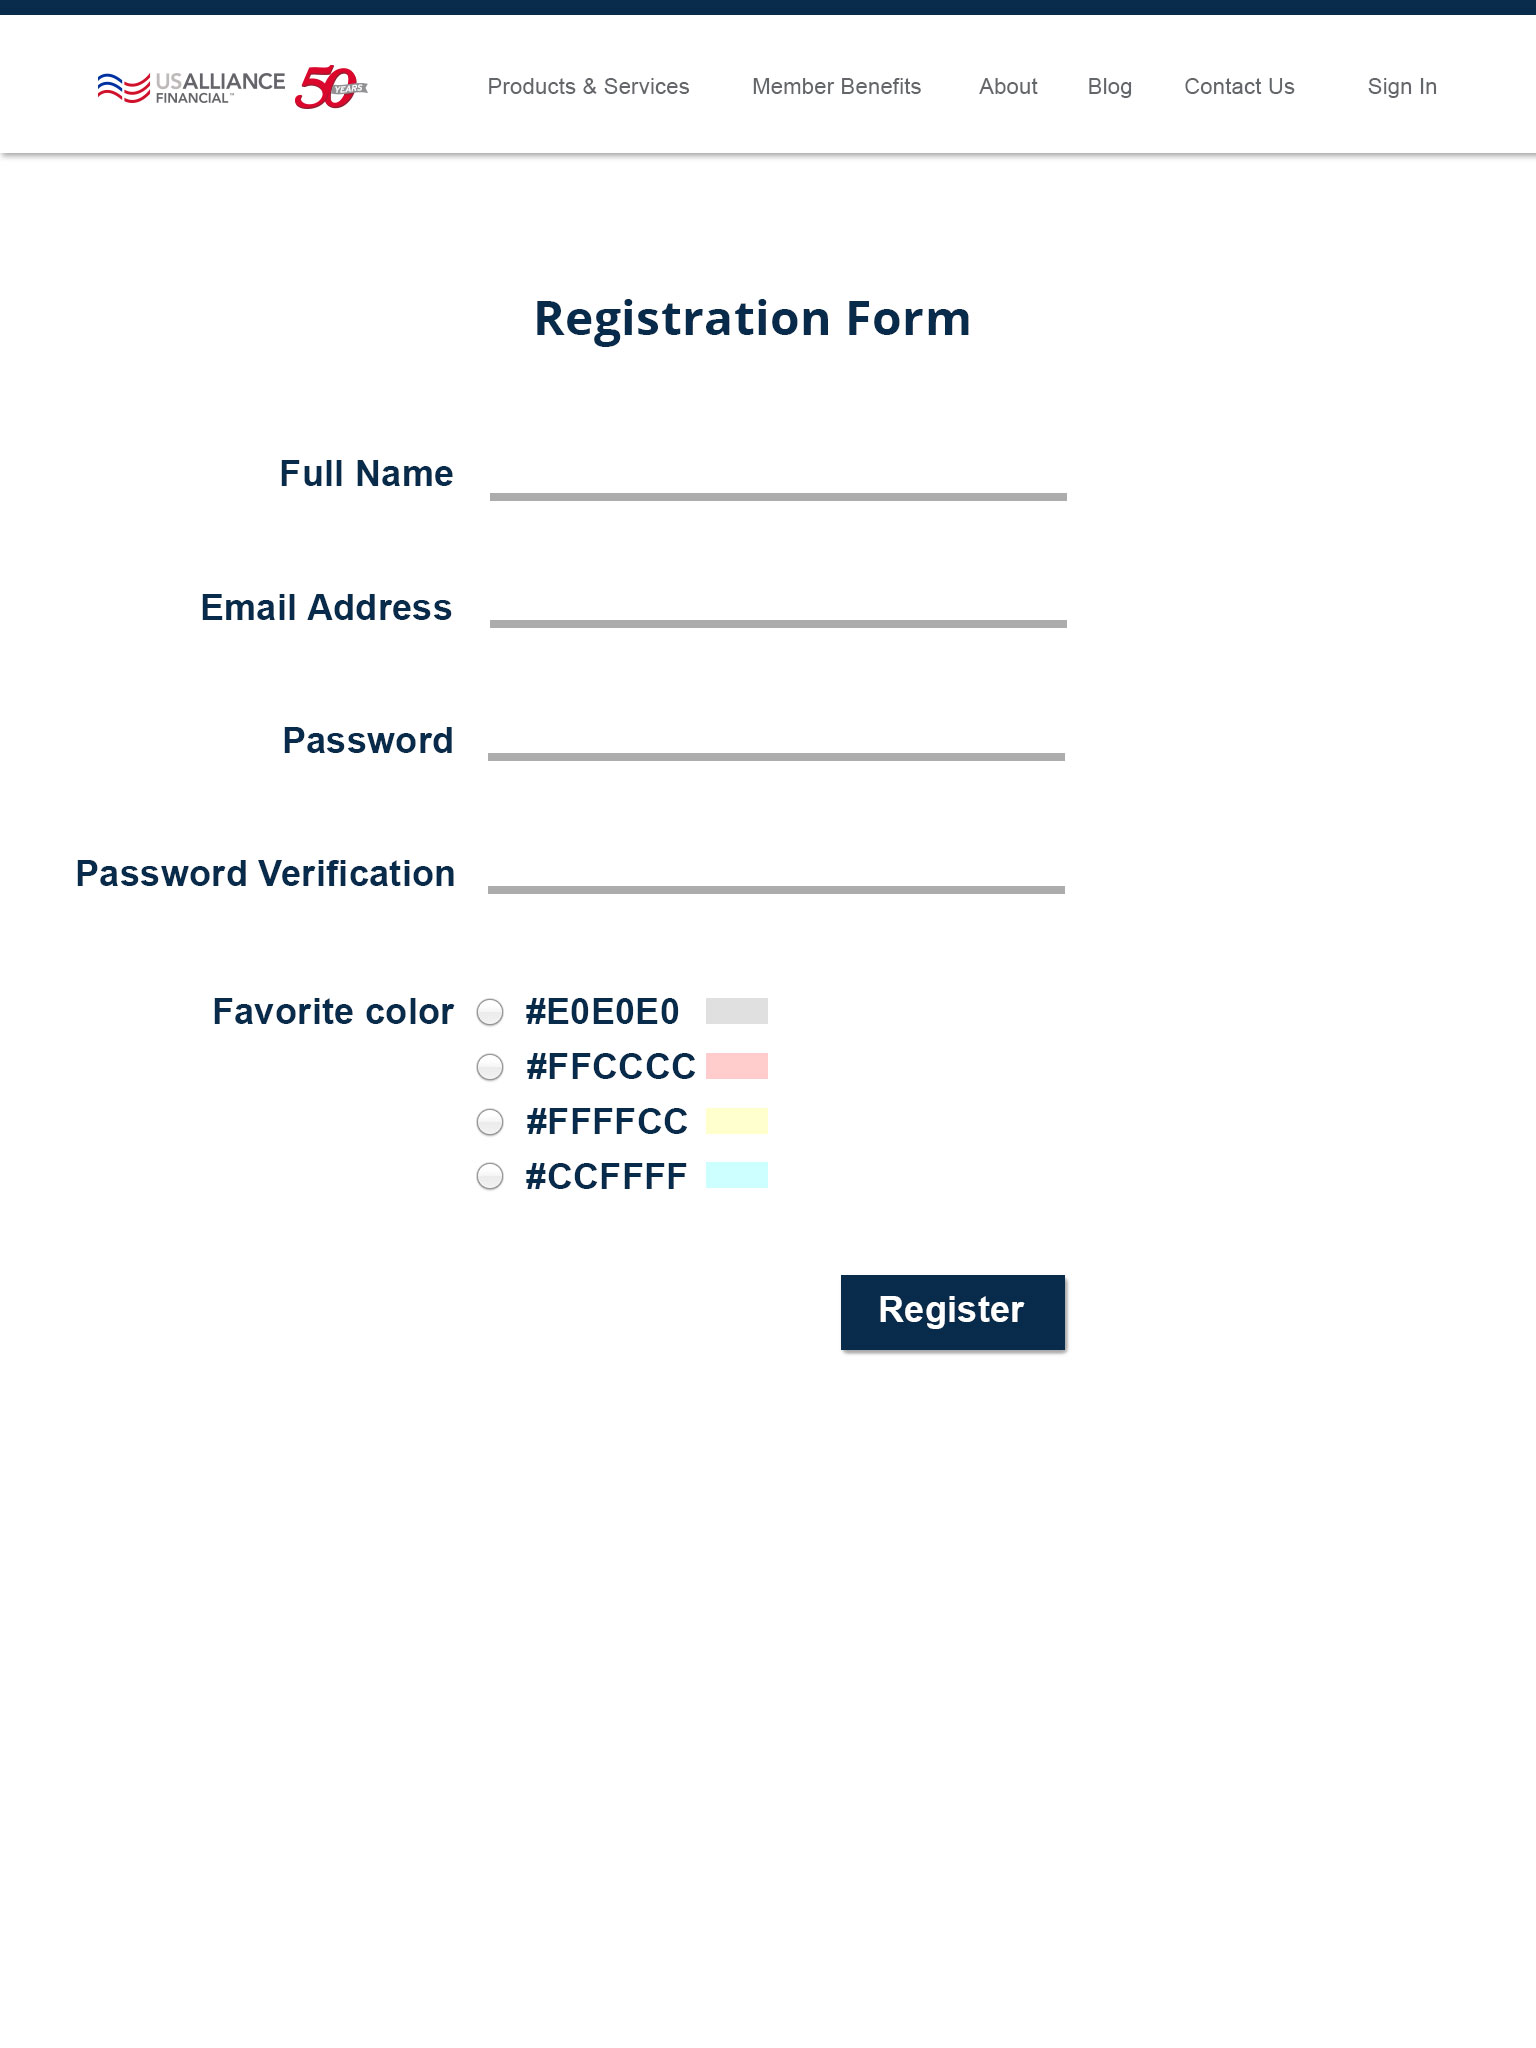 USALLIANCE
FINANCIAL™
50
YEARS
Products & Services
Member Benefits
About
Blog
Contact Us
Sign In
Registration Form
Full Name
Email Address
Password
Password Verification
Favorite color
#E0E0E0
#FFCCCC
#FFFFCC
#CCFFFF
Register